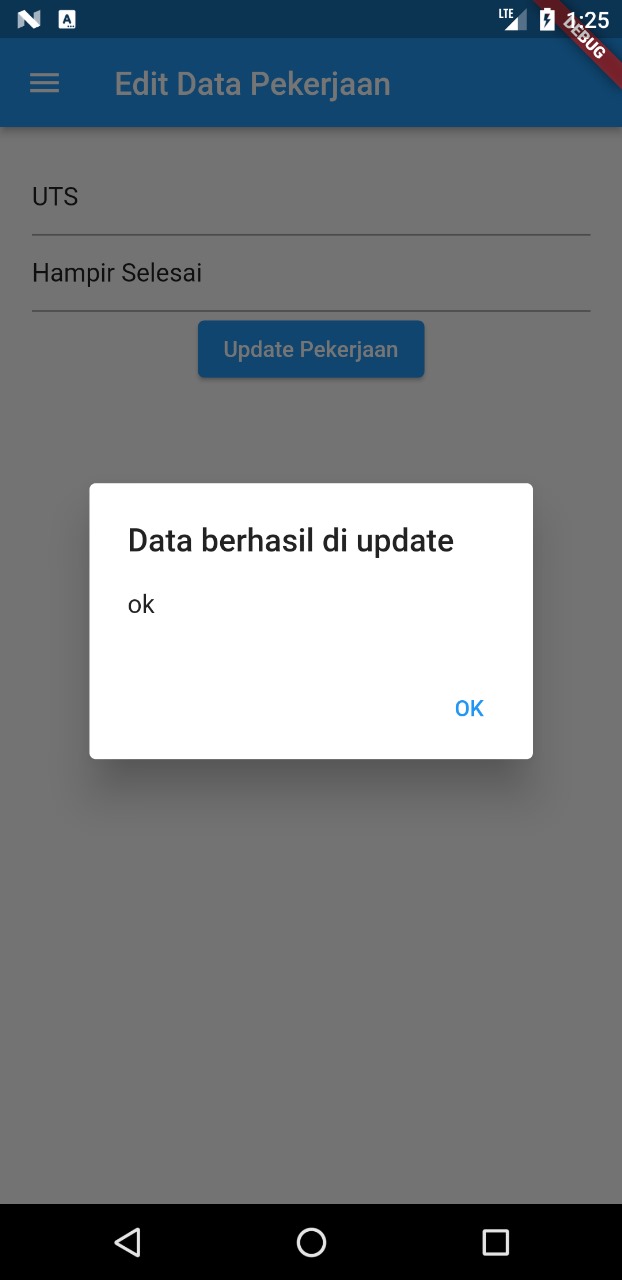 LTE 1:25
DEBUG
Edit Data Pekerjaan
UTS
Hampir Selesai
Update Pekerjaan
Data berhasil di update
ok
OK